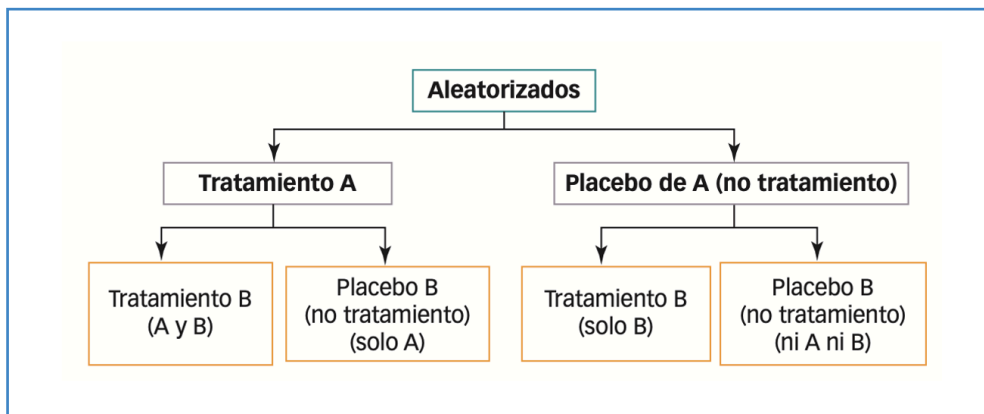 Aleatorizados
Tratamiento A
Placebo de A (no tratamiento)
Tratamiento B
(A y B)
Placebo B
(no tratamiento)
(solo A)
Tratamiento B
(solo B)
Placebo B
(no tratamiento)
(ni A ni B)